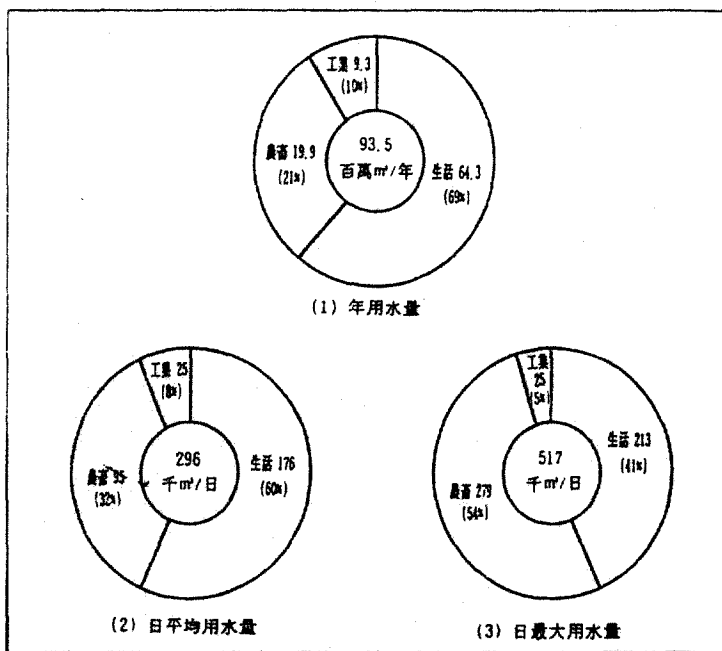 工業 9.3
(10%)
農畜 19.9
(21%)
93.5
百萬㎥/年
生活 64.3
(69%)
(1) 年用水量
工業 25
(8%)
農畜 95
(32%)
296
千㎥/日
生活 176
(60%)
(2) 日平均用水量
工業
25
(5%)
農畜 279
(54%)
517
千㎥/日
生活 213
(41%)
(3) 日最大用水量